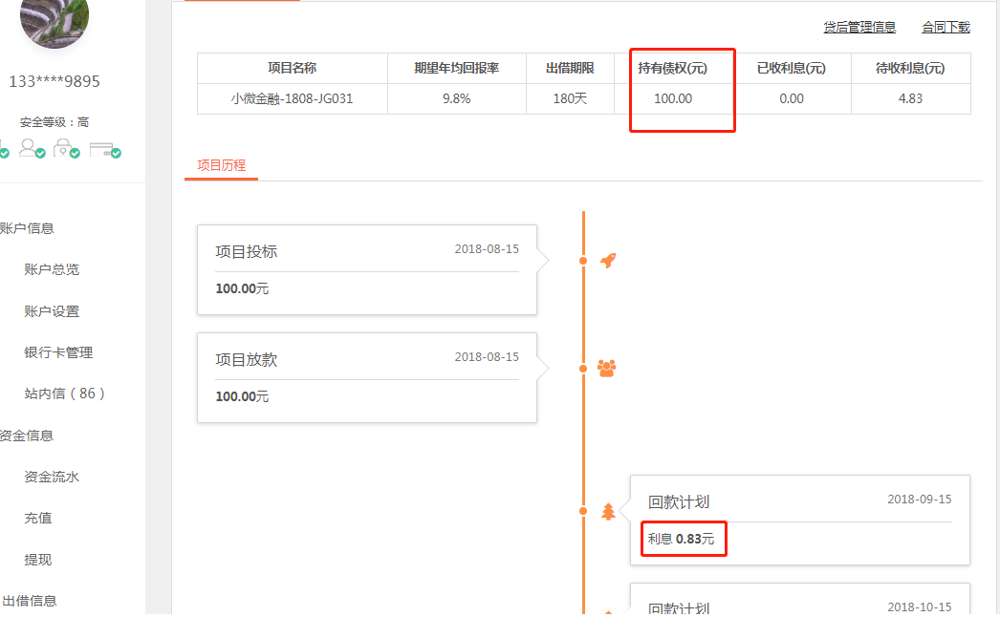 133****9895
安全等级：高
账户信息
账户总览
账户设置
银行卡管理
站内信（86）
资金信息
资金流水
充值
提现
出借信息
贷后管理信息 合同下载
项目名称 期望年均回报率 出借期限 持有债权(元) 已收利息(元) 待收利息(元)
小微金融-1808-JG031 9.8% 180天 100.00 0.00 4.83
项目历程
项目投标 2018-08-15
100.00元
项目放款 2018-08-15
100.00元
回款计划 2018-09-15
利息 0.83元
回款计划 2018-10-15